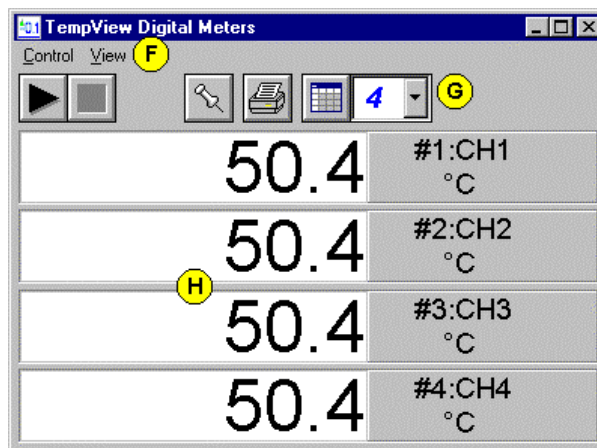 TempView Digital Meters
Control View F
4 G
50.4 #1:CH1
°C
50.4 #2:CH2
°C
H
50.4 #3:CH3
°C
50.4 #4:CH4
°C